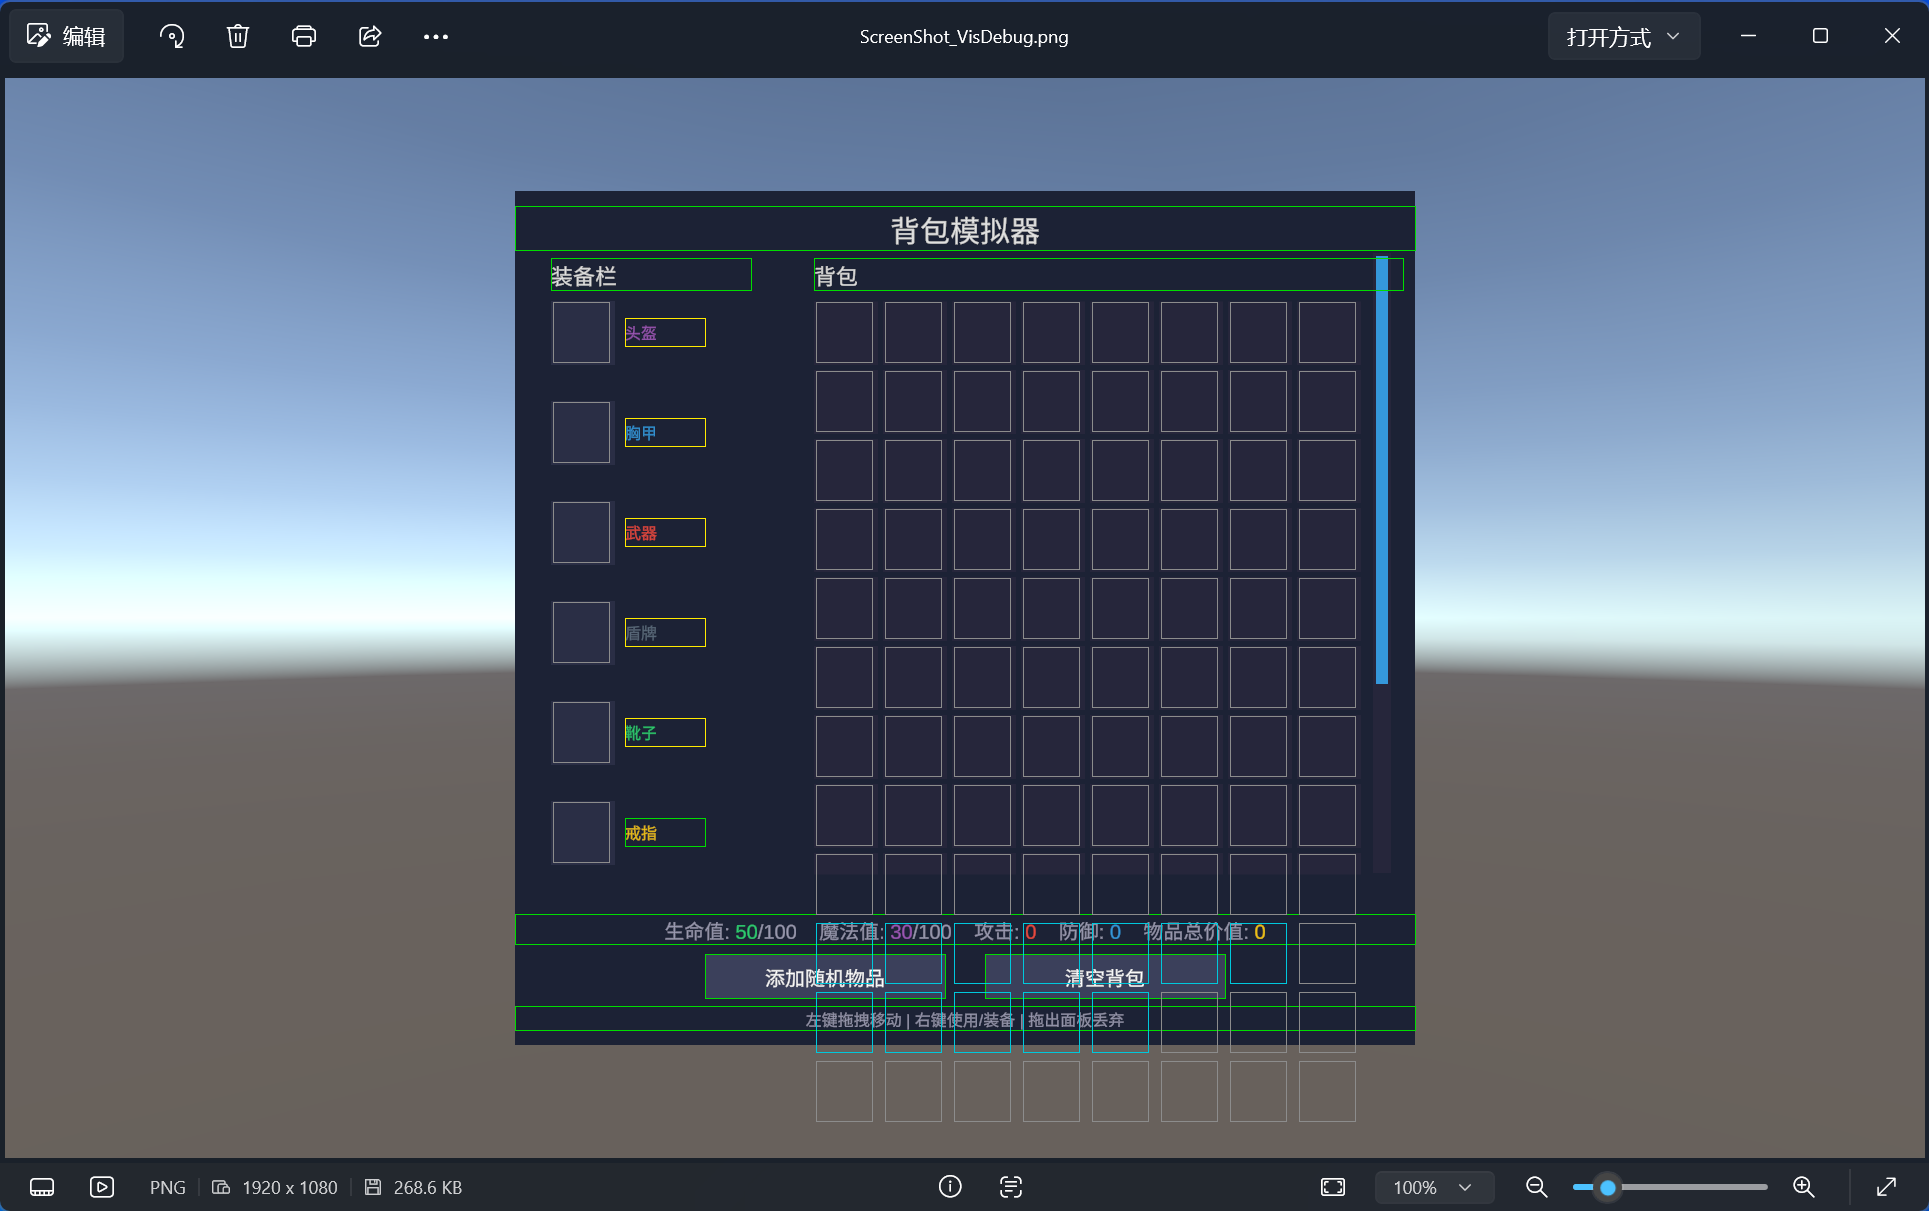 编辑
ScreenShot_VisDebug.png
打开方式
背包模拟器
装备栏
背包
头盔
胸甲
武器
盾牌
靴子
戒指
生命值: 50/100 魔法值: 30/100 攻击: 0 防御: 0 物品总价值: 0
添加随机物品
清空背包
左键拖拽移动 | 右键使用/装备 | 拖出面板丢弃
PNG
1920 x 1080
268.6 KB
100%